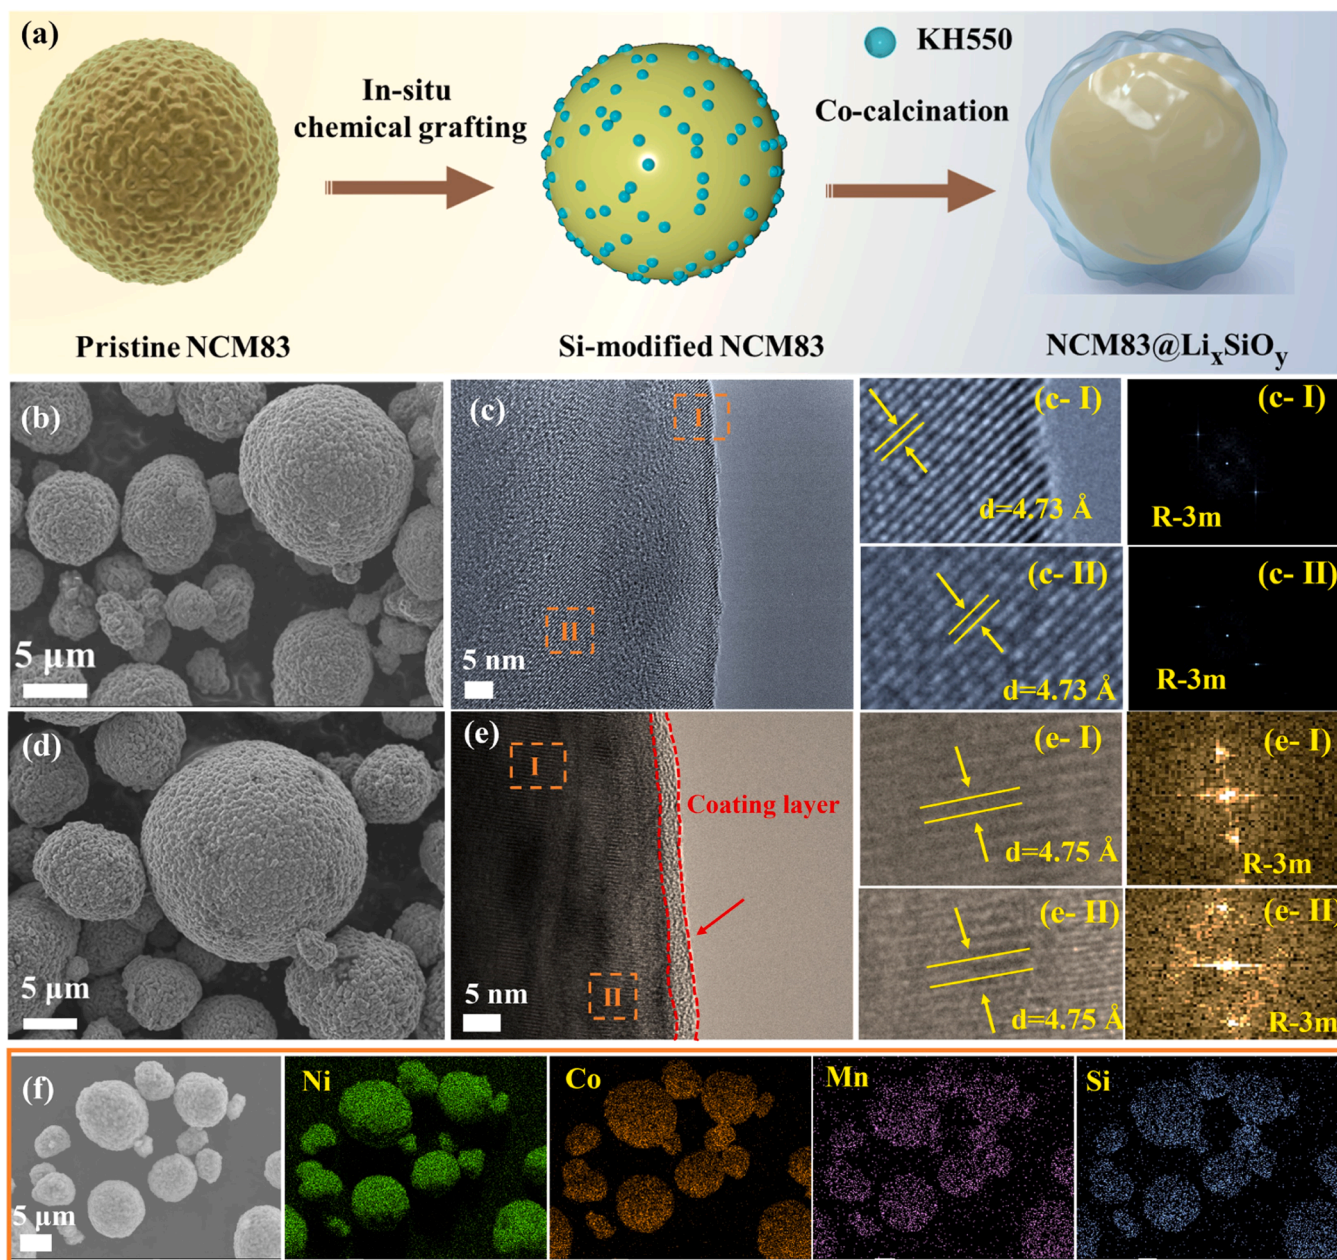 (a)
KH550
In-situ
chemical grafting
Co-calcination
Pristine NCM83
Si-modified NCM83
NCM83@LiₓSiOᵧ
(b)
5 μm
(c)
I
II
5 nm
(c- I)
d=4.73 Å
(c- I)
R-3m
(c- II)
d=4.73 Å
(c- II)
R-3m
(d)
5 μm
(e)
I
Coating layer
II
5 nm
(e- I)
d=4.75 Å
(e- I)
R-3m
(e- II)
d=4.75 Å
(e- II)
R-3m
(f)
5 μm
Ni
Co
Mn
Si